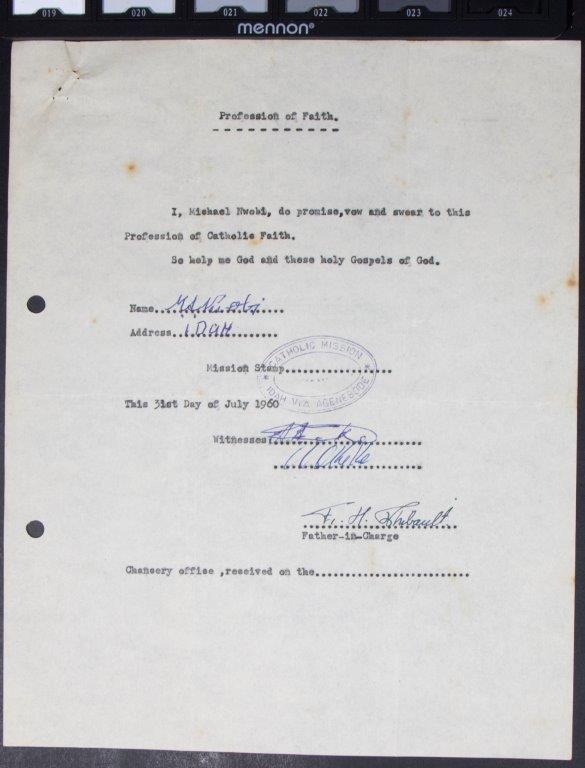 019 020 021 022 023 024
mennon®
Profession of Faith.
I, Michael Nwobi, do promise,vow and swear to this
Profession of Catholic Faith.
So help me God and these holy Gospels of God.
Name
Address IDAH
CATHOLIC MISSION
Mission Stamp
IDAH VIA AGENEBODE
This 31st Day of July 1960
Witnesses:
Okeke
F. H. Thibault
Father-in-Charge
Chancery office ,received on the